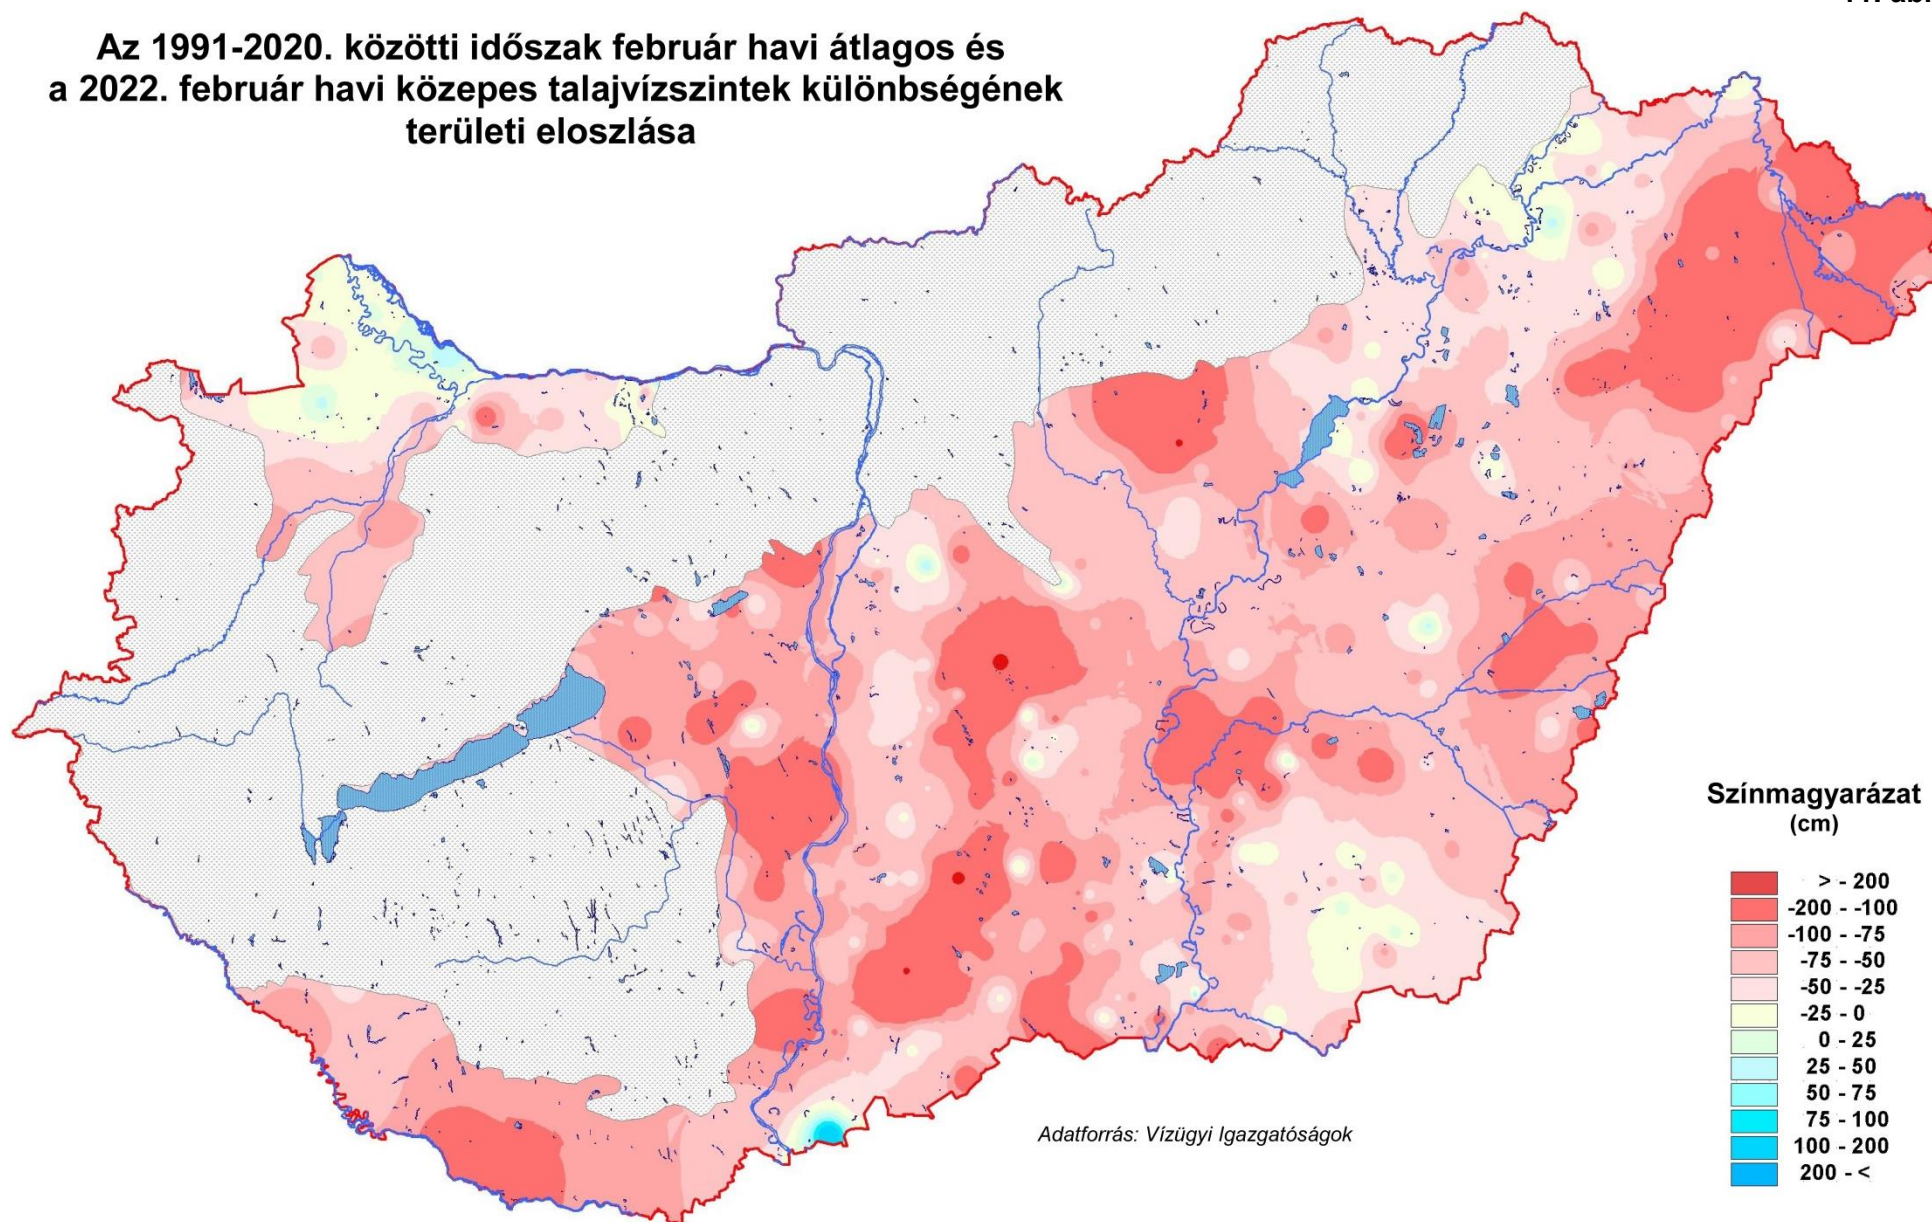 Az 1991-2020. közötti időszak február havi átlagos és
a 2022. február havi közepes talajvízszintek különbségének
területi eloszlása
Színmagyarázat
(cm)
> - 200
-200 - -100
-100 - -75
-75 - -50
-50 - -25
-25 - 0
0 - 25
25 - 50
50 - 75
75 - 100
100 - 200
200 - <
Adatforrás: Vízügyi Igazgatóságok